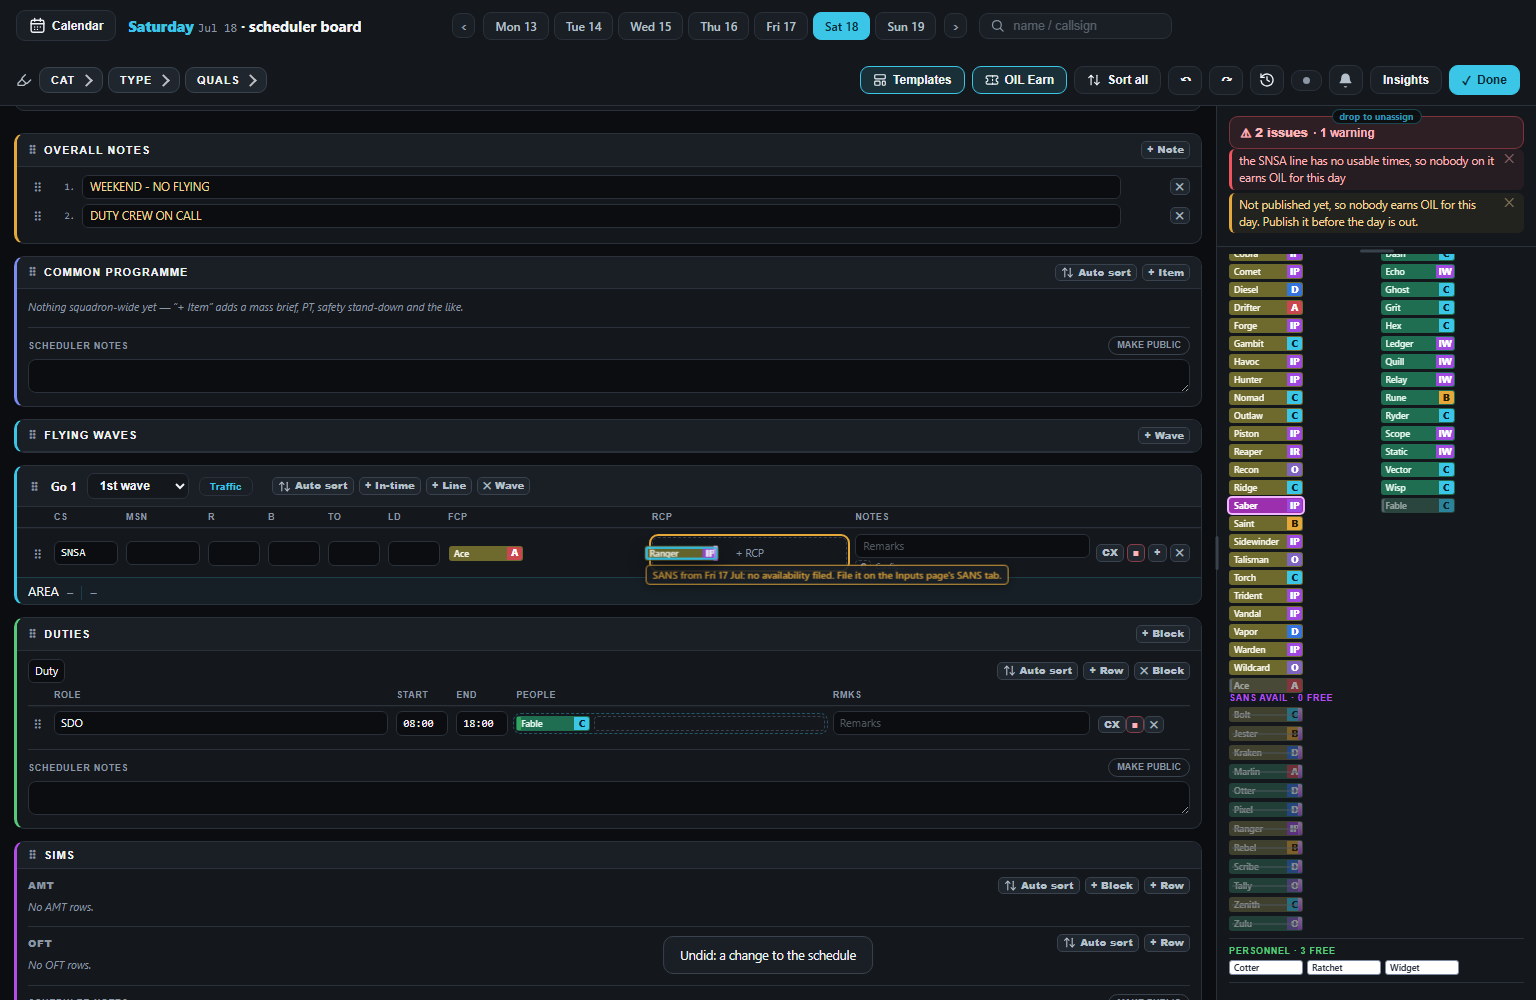 Calendar
Saturday Jul 18 · scheduler board
‹ Mon 13 Tue 14 Wed 15 Thu 16 Fri 17 Sat 18 Sun 19 ›
name / callsign
CAT TYPE QUALS
Templates OIL Earn Sort all Insights ✓ Done
OVERALL NOTES
+ Note
1. WEEKEND - NO FLYING ✕
2. DUTY CREW ON CALL ✕
COMMON PROGRAMME
Auto sort + Item
Nothing squadron-wide yet — "+ Item" adds a mass brief, PT, safety stand-down and the like.
SCHEDULER NOTES MAKE PUBLIC
FLYING WAVES
+ Wave
Go 1 1st wave Traffic Auto sort + In-time + Line ✕ Wave
CS MSN R B TO LD FCP RCP NOTES
SNSA Ace A Ranger IP + RCP Remarks CX ■ + ✕
SANS from Fri 17 Jul: no availability filed. File it on the Inputs page's SANS tab.
AREA – –
DUTIES
+ Block
Duty Auto sort + Row ✕ Block
ROLE START END PEOPLE RMKS
SDO 08:00 18:00 Fable C Remarks CX ■ ✕
SCHEDULER NOTES MAKE PUBLIC
SIMS
AMT Auto sort + Block + Row
No AMT rows.
OFT Auto sort + Row
No OFT rows.
Undid: a change to the schedule
drop to unassign
⚠ 2 issues · 1 warning
the SNSA line has no usable times, so nobody on it
earns OIL for this day
Not published yet, so nobody earns OIL for this
day. Publish it before the day is out.
Cobra IP
Comet IP
Diesel D
Drifter A
Forge IP
Gambit C
Havoc IP
Hunter IP
Nomad C
Outlaw C
Piston IP
Reaper IR
Recon O
Ridge C
Saber IP
Saint B
Sidewinder IP
Talisman O
Torch C
Trident IP
Vandal IP
Vapor D
Warden IP
Wildcard O
Ace A
Dash C
Echo IW
Ghost C
Grit C
Hex C
Ledger IW
Quill IW
Relay IW
Rune B
Ryder C
Scope IW
Static IW
Vector C
Wisp C
Fable C
SANS AVAIL · 0 FREE
Bolt C
Jester B
Kraken D
Marlin A
Otter D
Pixel D
Ranger IP
Rebel B
Scribe D
Tally O
Zenith C
Zulu O
PERSONNEL · 3 FREE
Cotter Ratchet Widget